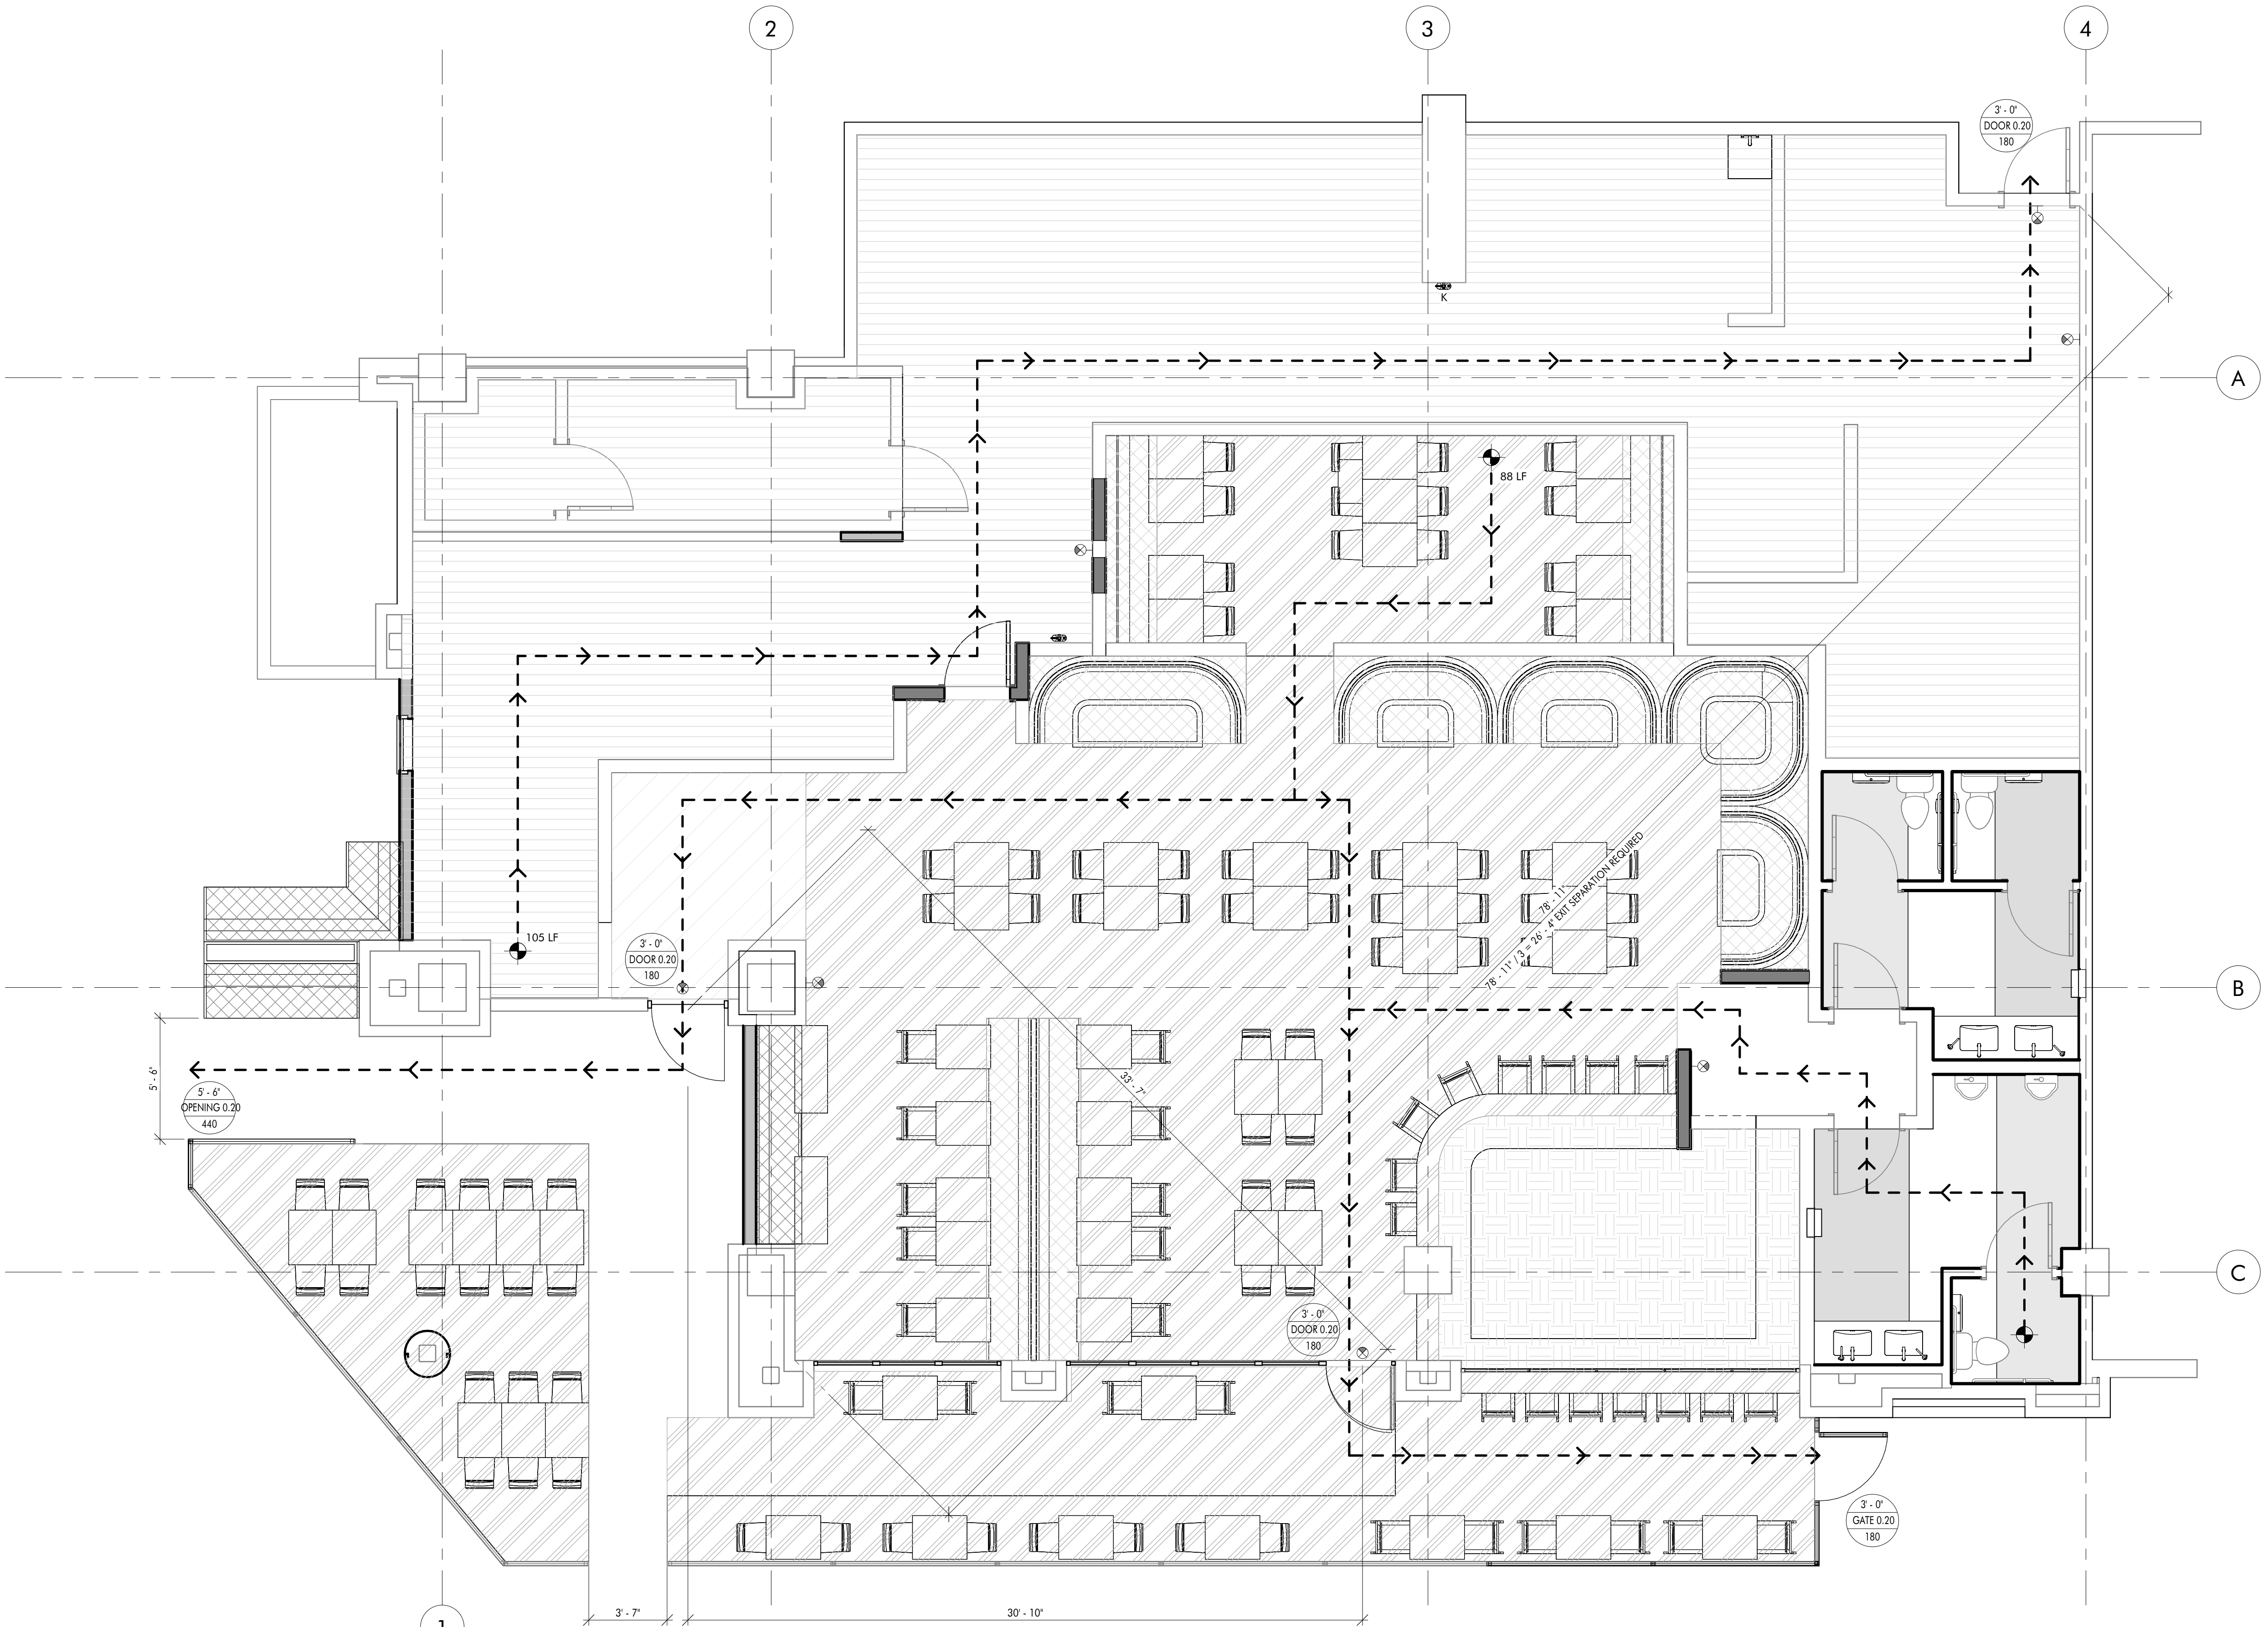 2
3
4
3' - 0"
DOOR 0.20
180
K
A
88 LF
105 LF
3' - 0"
DOOR 0.20
180
78' - 11"
78' - 11" / 3 = 26' - 4" EXIT SEPARATION REQUIRED
B
5' - 6"
5' - 6"
OPENING 0.20
440
33' - 7"
C
3' - 0"
DOOR 0.20
180
3' - 0"
GATE 0.20
180
3' - 7"
30' - 10"
1